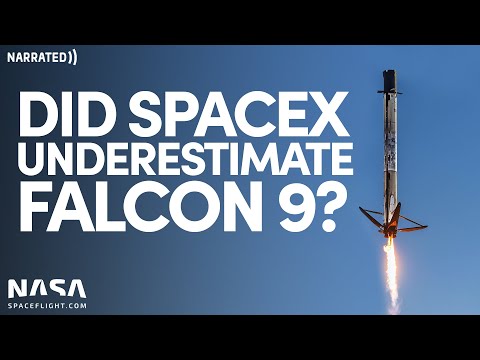 NARRATED))
DID SPACEX
UNDERESTIMATE
FALCON 9?
NASA
SPACEFLIGHT.COM